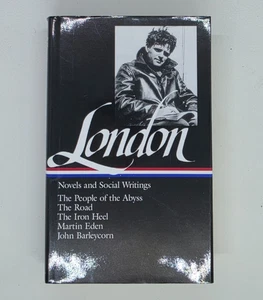 London
Novels and Social Writings
The People of the Abyss
The Road
The Iron Heel
Martin Eden
John Barleycorn